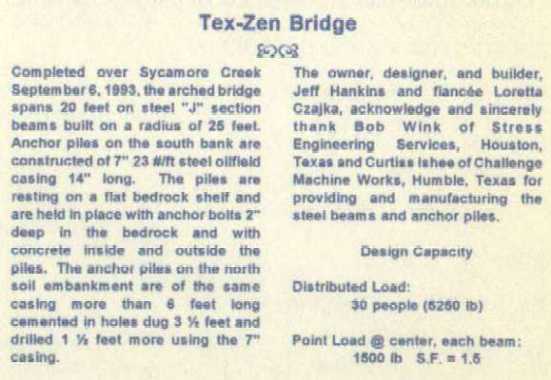 Tex-Zen Bridge
Completed over Sycamore Creek
September 6, 1993, the arched bridge
spans 20 feet on steel "J" section
beams built on a radius of 25 feet.
Anchor piles on the south bank are
constructed of 7" 23 #/ft steel oilfield
casing 14" long. The piles are
resting on a flat bedrock shelf and
are held in place with anchor bolts 2"
deep in the bedrock and with
concrete inside and outside the
piles. The anchor piles on the north
soil embankment are of the same
casing more than 6 feet long
cemented in holes dug 3 ½ feet and
drilled 1 ½ feet more using the 7"
casing.
The owner, designer, and builder,
Jeff Hankins and fiancée Loretta
Czajka, acknowledge and sincerely
thank Bob Wink of Stress
Engineering Services, Houston,
Texas and Curtiss Ishee of Challenge
Machine Works, Humble, Texas for
providing and manufacturing the
steel beams and anchor piles.
Design Capacity
Distributed Load:
30 people (5250 lb)
Point Load @ center, each beam:
1500 lb S.F. = 1.5